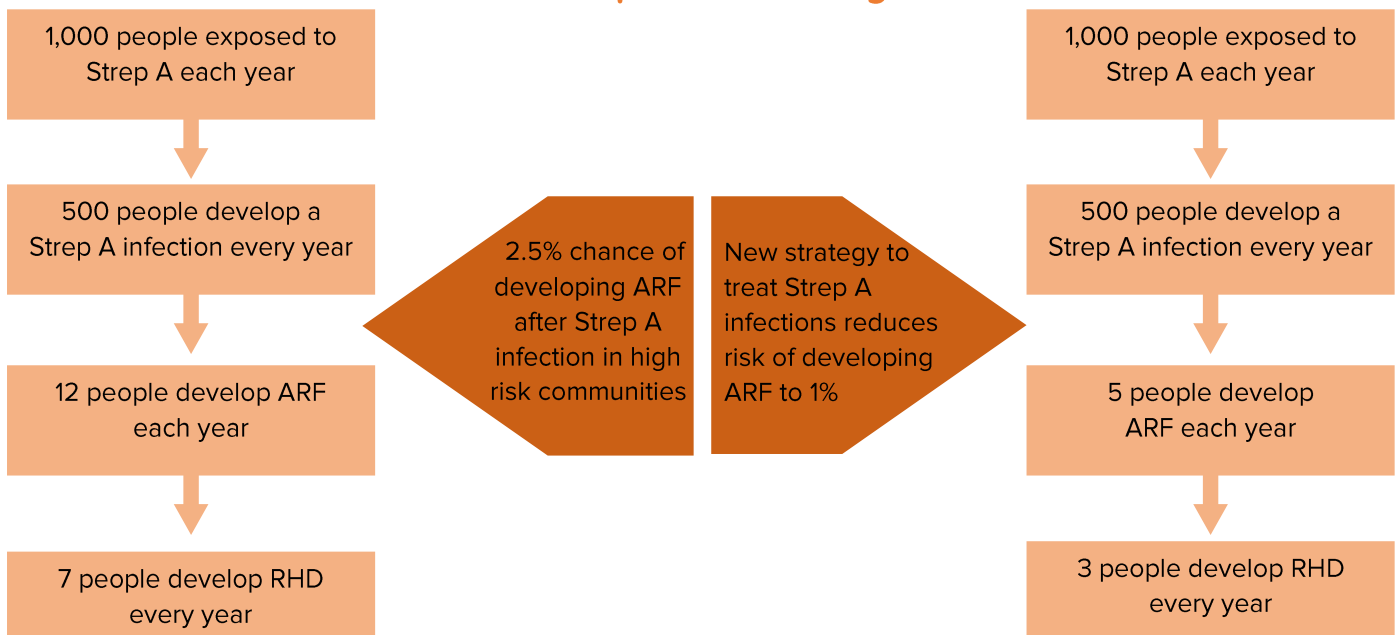 1,000 people exposed to
Strep A each year
500 people develop a
Strep A infection every year
12 people develop ARF
each year
7 people develop RHD
every year
2.5% chance of
developing ARF
after Strep A
infection in high
risk communities
New strategy to
treat Strep A
infections reduces
risk of developing
ARF to 1%
1,000 people exposed to
Strep A each year
500 people develop a
Strep A infection every year
5 people develop
ARF each year
3 people develop RHD
every year